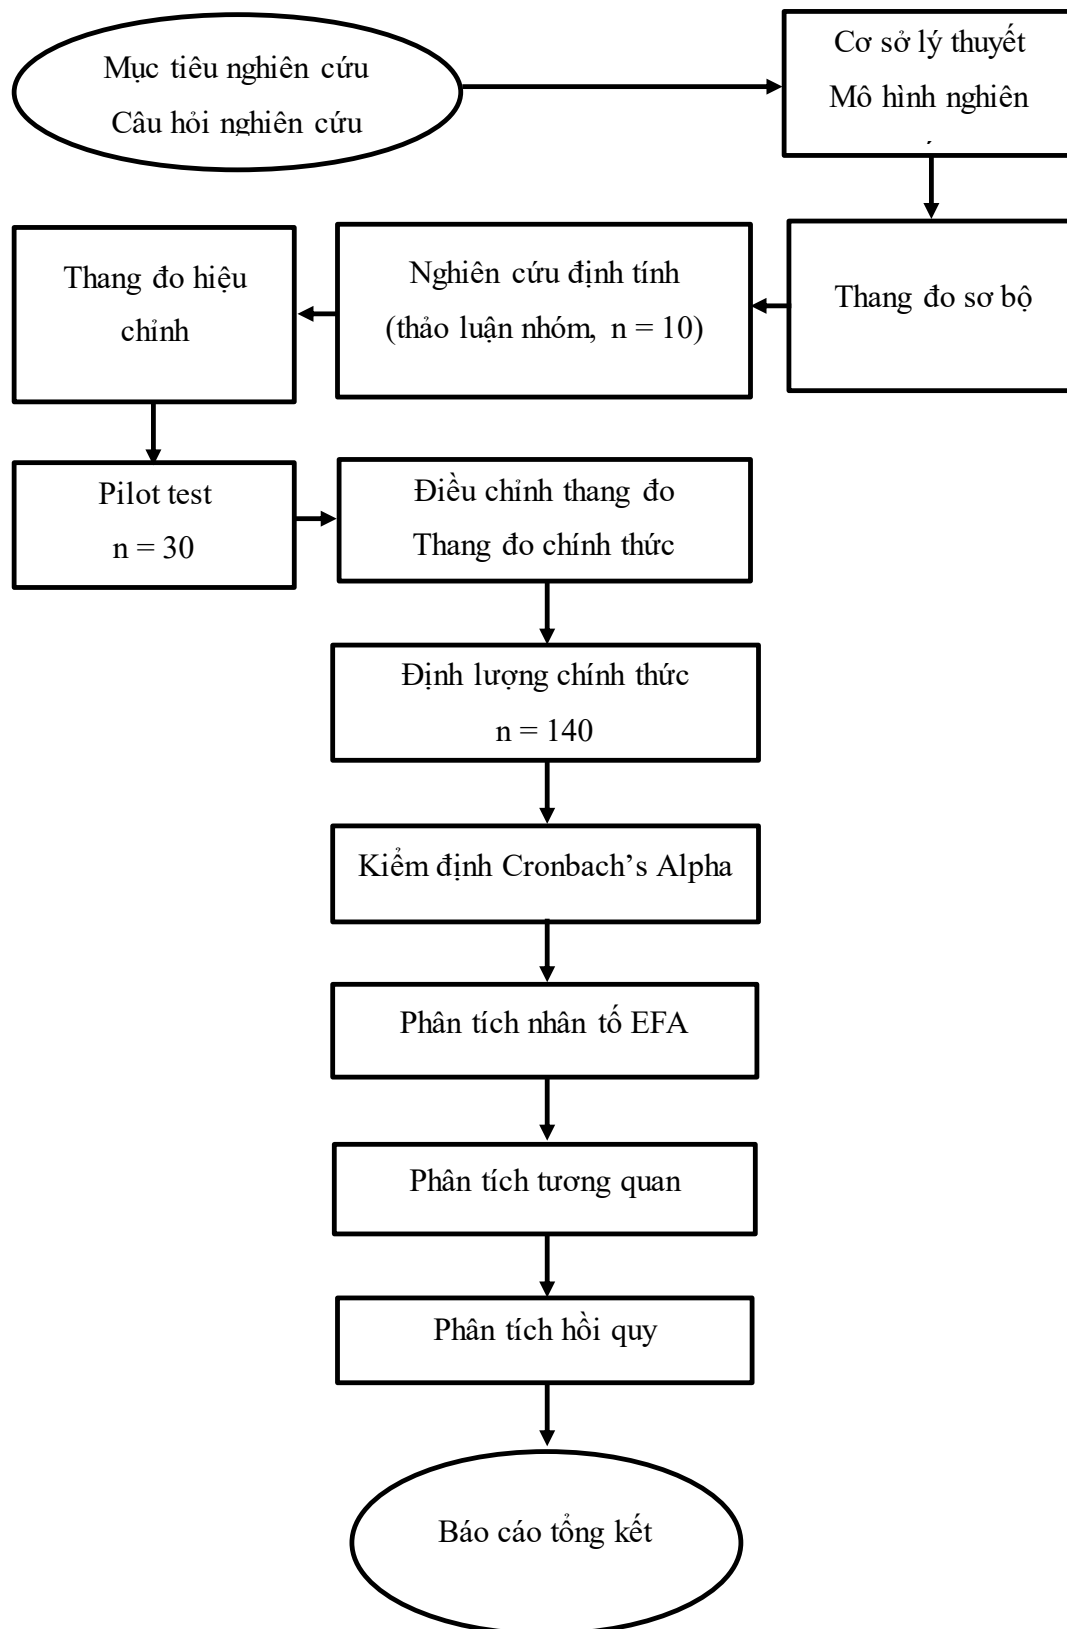 Mục tiêu nghiên cứu
Câu hỏi nghiên cứu
Cơ sở lý thuyết
Mô hình nghiên
Thang đo hiệu
chỉnh
Nghiên cứu định tính
(thảo luận nhóm, n = 10)
Thang đo sơ bộ
Pilot test
n = 30
Điều chỉnh thang đo
Thang đo chính thức
Định lượng chính thức
n = 140
Kiểm định Cronbach’s Alpha
Phân tích nhân tố EFA
Phân tích tương quan
Phân tích hồi quy
Báo cáo tổng kết